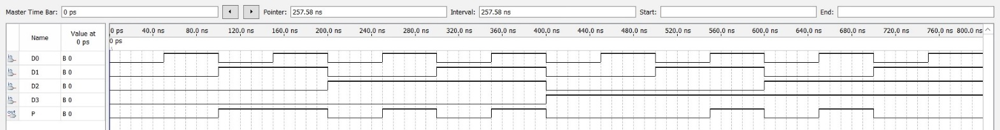 Master Time Bar: 0 ps Pointer: 257.58 ns Interval: 257.58 ns Start: End:
Name Value at 0 ps
0 ps 40.0 ns 80.0 ns 120.0 ns 160.0 ns 200.0 ns 240.0 ns 280.0 ns 320.0 ns 360.0 ns 400.0 ns 440.0 ns 480.0 ns 520.0 ns 560.0 ns 600.0 ns 640.0 ns 680.0 ns 720.0 ns 760.0 ns 800.0 ns
0 ps
in D0 B 0
in D1 B 0
in D2 B 0
in D3 B 0
out P B 0